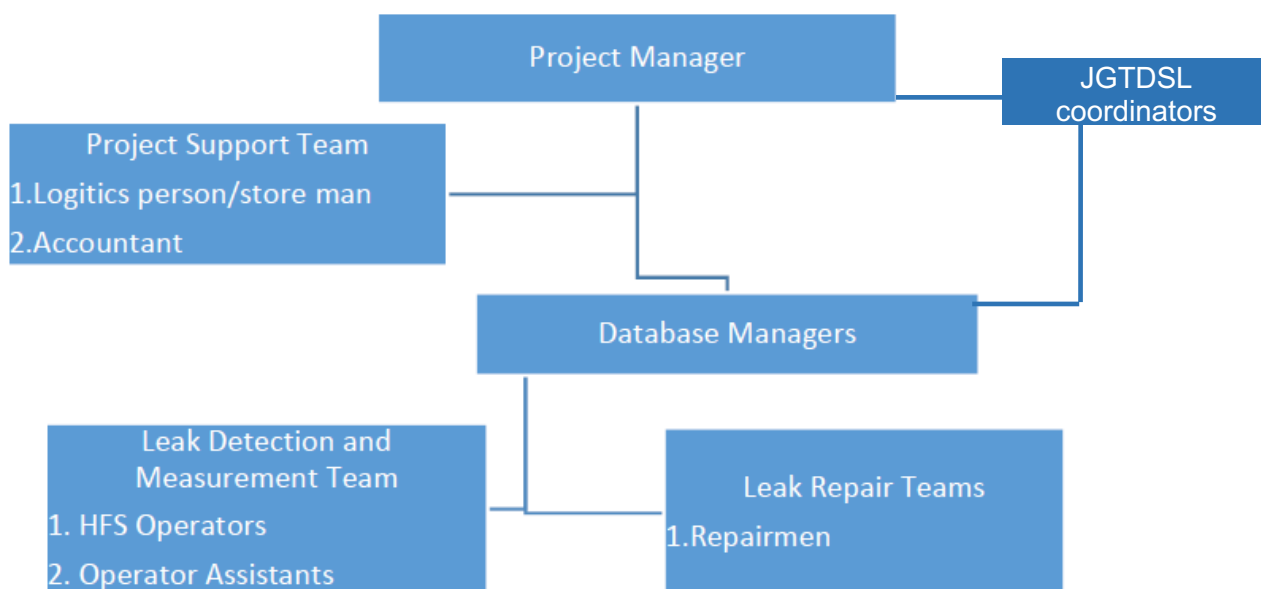 Project Manager
JGTDSL
coordinators
Project Support Team
1.Logitics person/store man
2.Accountant
Database Managers
Leak Detection and
Measurement Team
1. HFS Operators
2. Operator Assistants
Leak Repair Teams
1.Repairmen